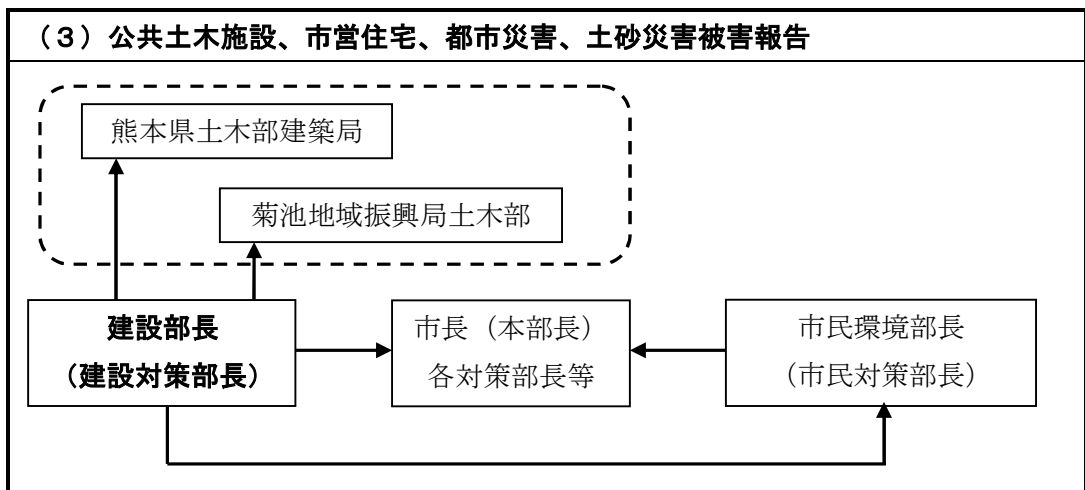 （３）公共土木施設、市営住宅、都市災害、土砂災害被害報告
熊本県土木部建築局
菊池地域振興局土木部
建設部長
（建設対策部長）
市長（本部長）
各対策部長等
市民環境部長
（市民対策部長）